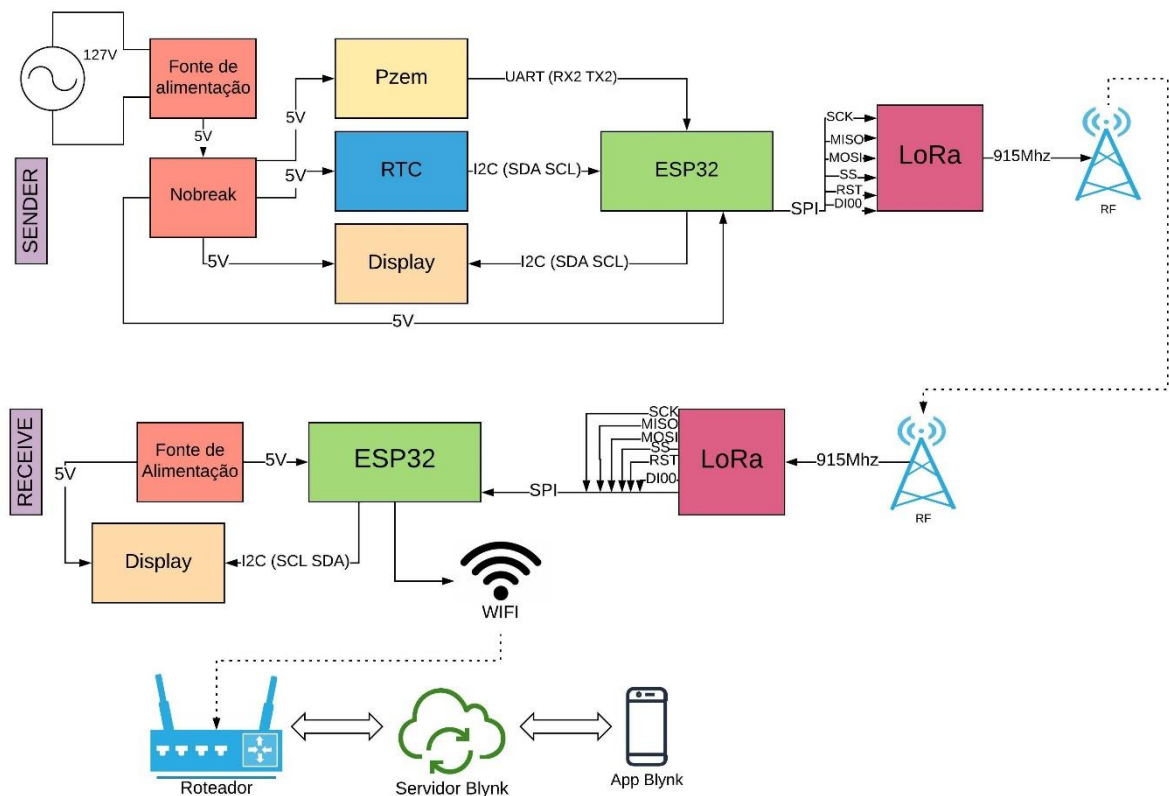 127V
Fonte de
alimentação
5V
SENDER
Nobreak
5V
5V
5V
5V
Pzem
RTC
Display
UART (RX2 TX2)
I2C (SDA SCL)
I2C (SDA SCL)
ESP32
SPI
SCK
MISO
MOSI
SS
RST
DI00
LoRa
915Mhz
RF
RECEIVE
5V
Fonte de
Alimentação
5V
ESP32
Display
I2C (SCL SDA)
SPI
SCK
MISO
MOSI
SS
RST
DI00
LoRa
915Mhz
RF
WIFI
Roteador
Servidor Blynk
App Blynk